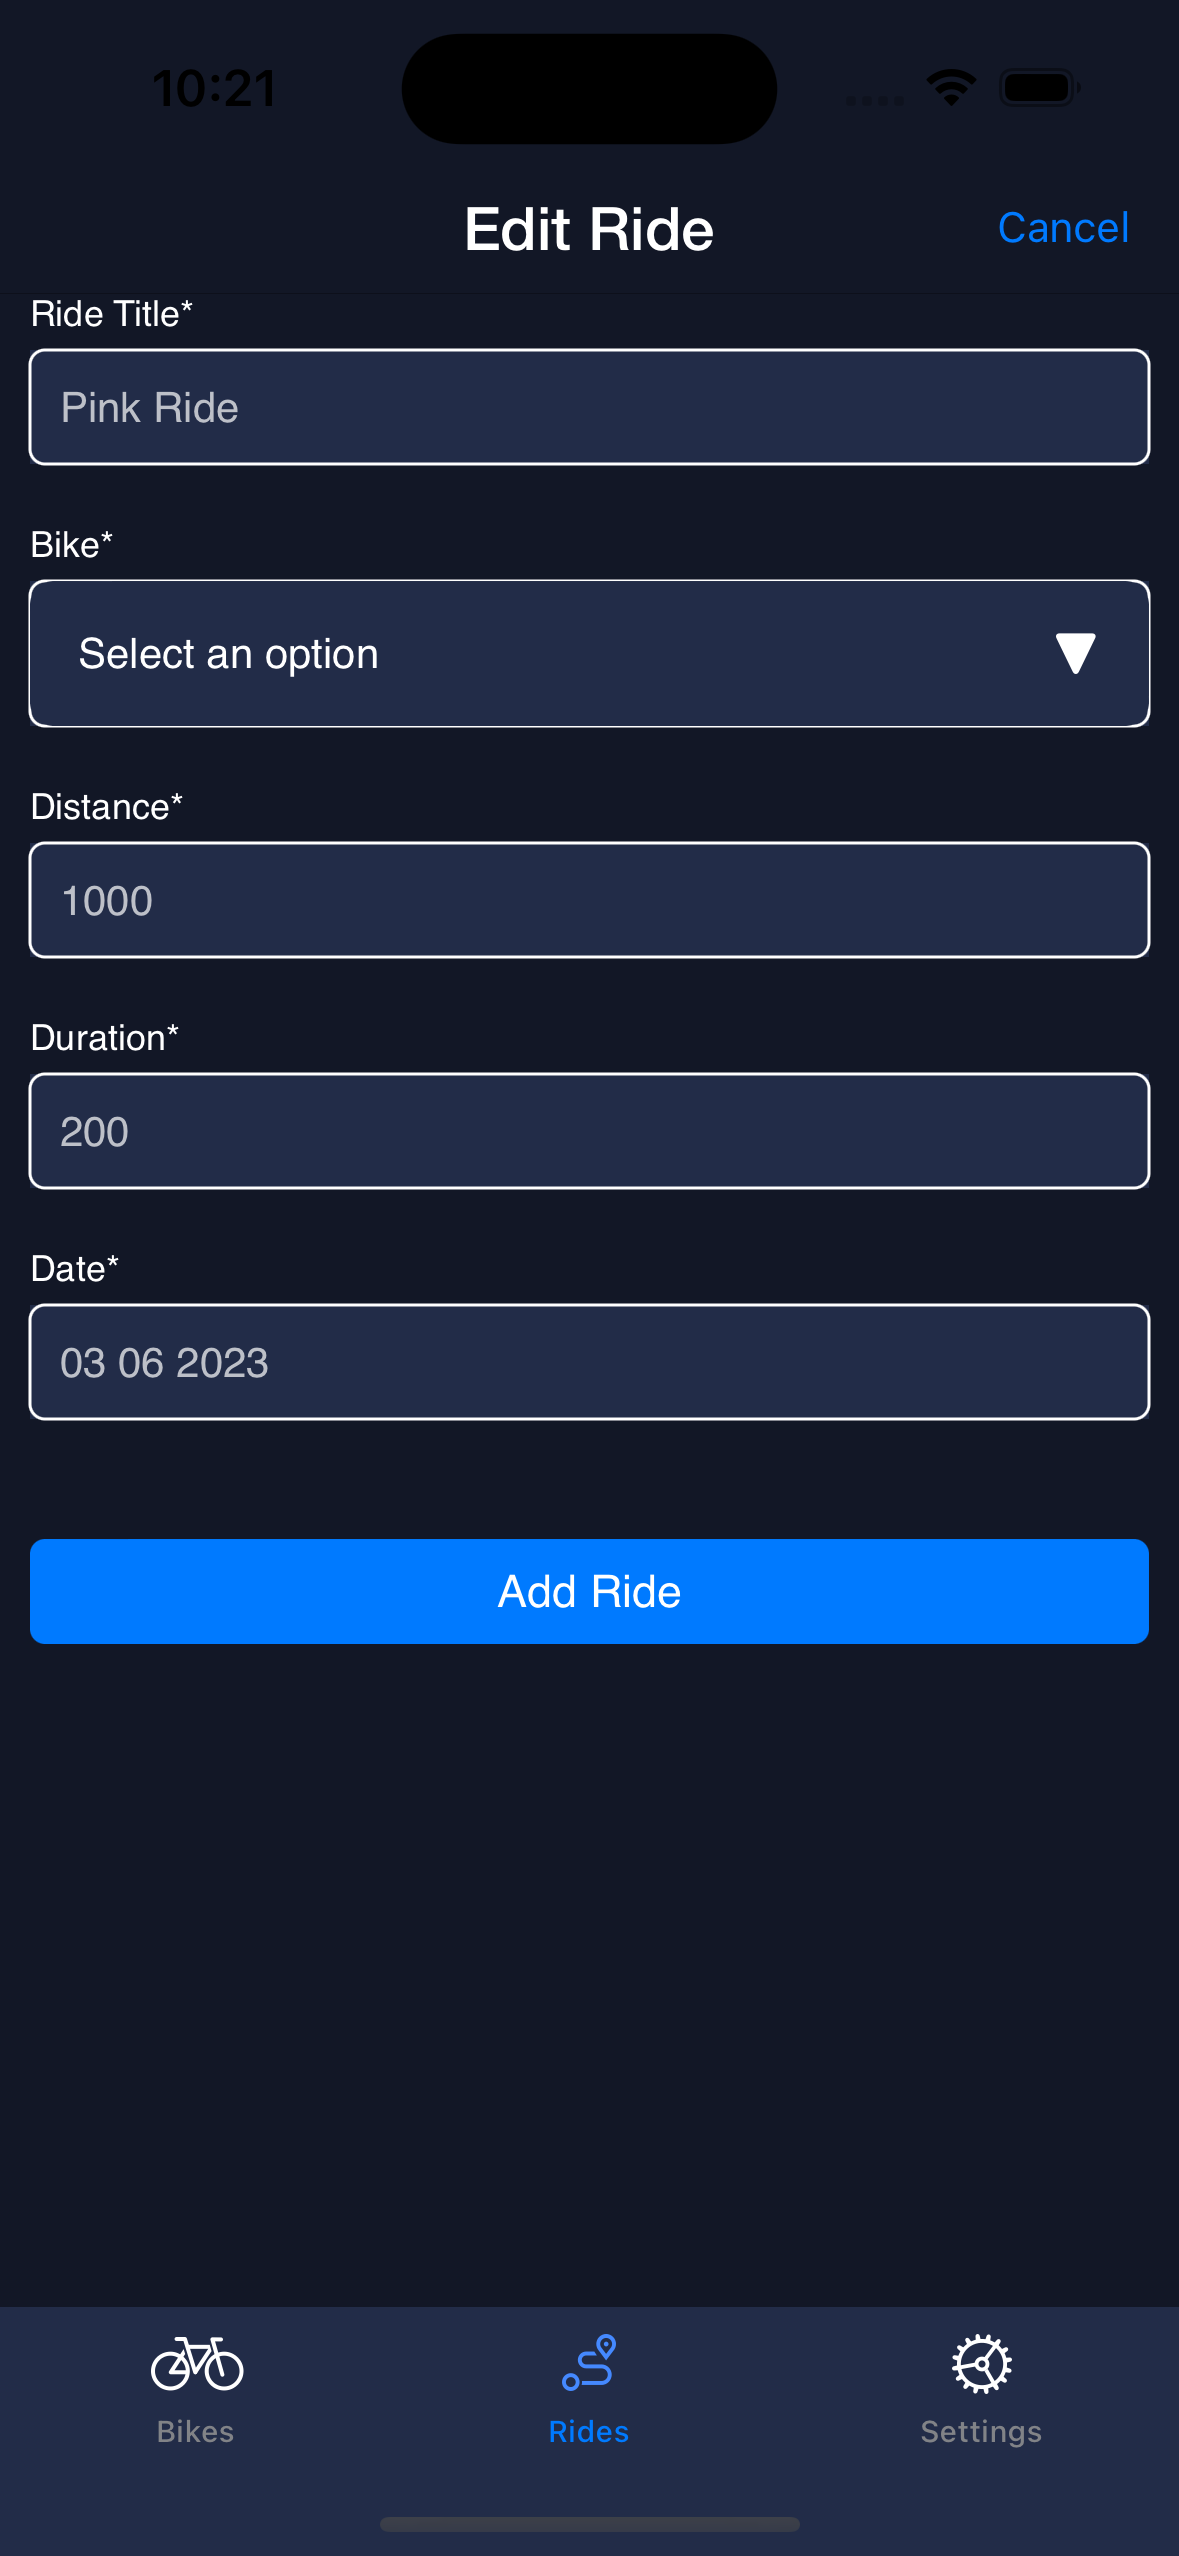 10:21
Edit Ride
Cancel
Ride Title*
Pink Ride
Bike*
Select an option
Distance*
1000
Duration*
200
Date*
03 06 2023
Add Ride
Bikes
Rides
Settings